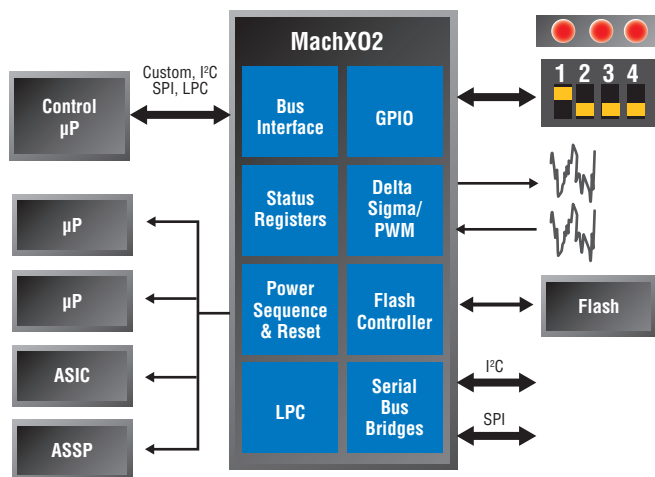 MachXO2
Custom, I²C
SPI, LPC
Control
µP
Bus
Interface
GPIO
1 2 3 4
Status
Registers
Delta
Sigma/
PWM
µP
µP
ASIC
ASSP
Power
Sequence
& Reset
Flash
Controller
Flash
LPC
Serial
Bus
Bridges
I²C
SPI